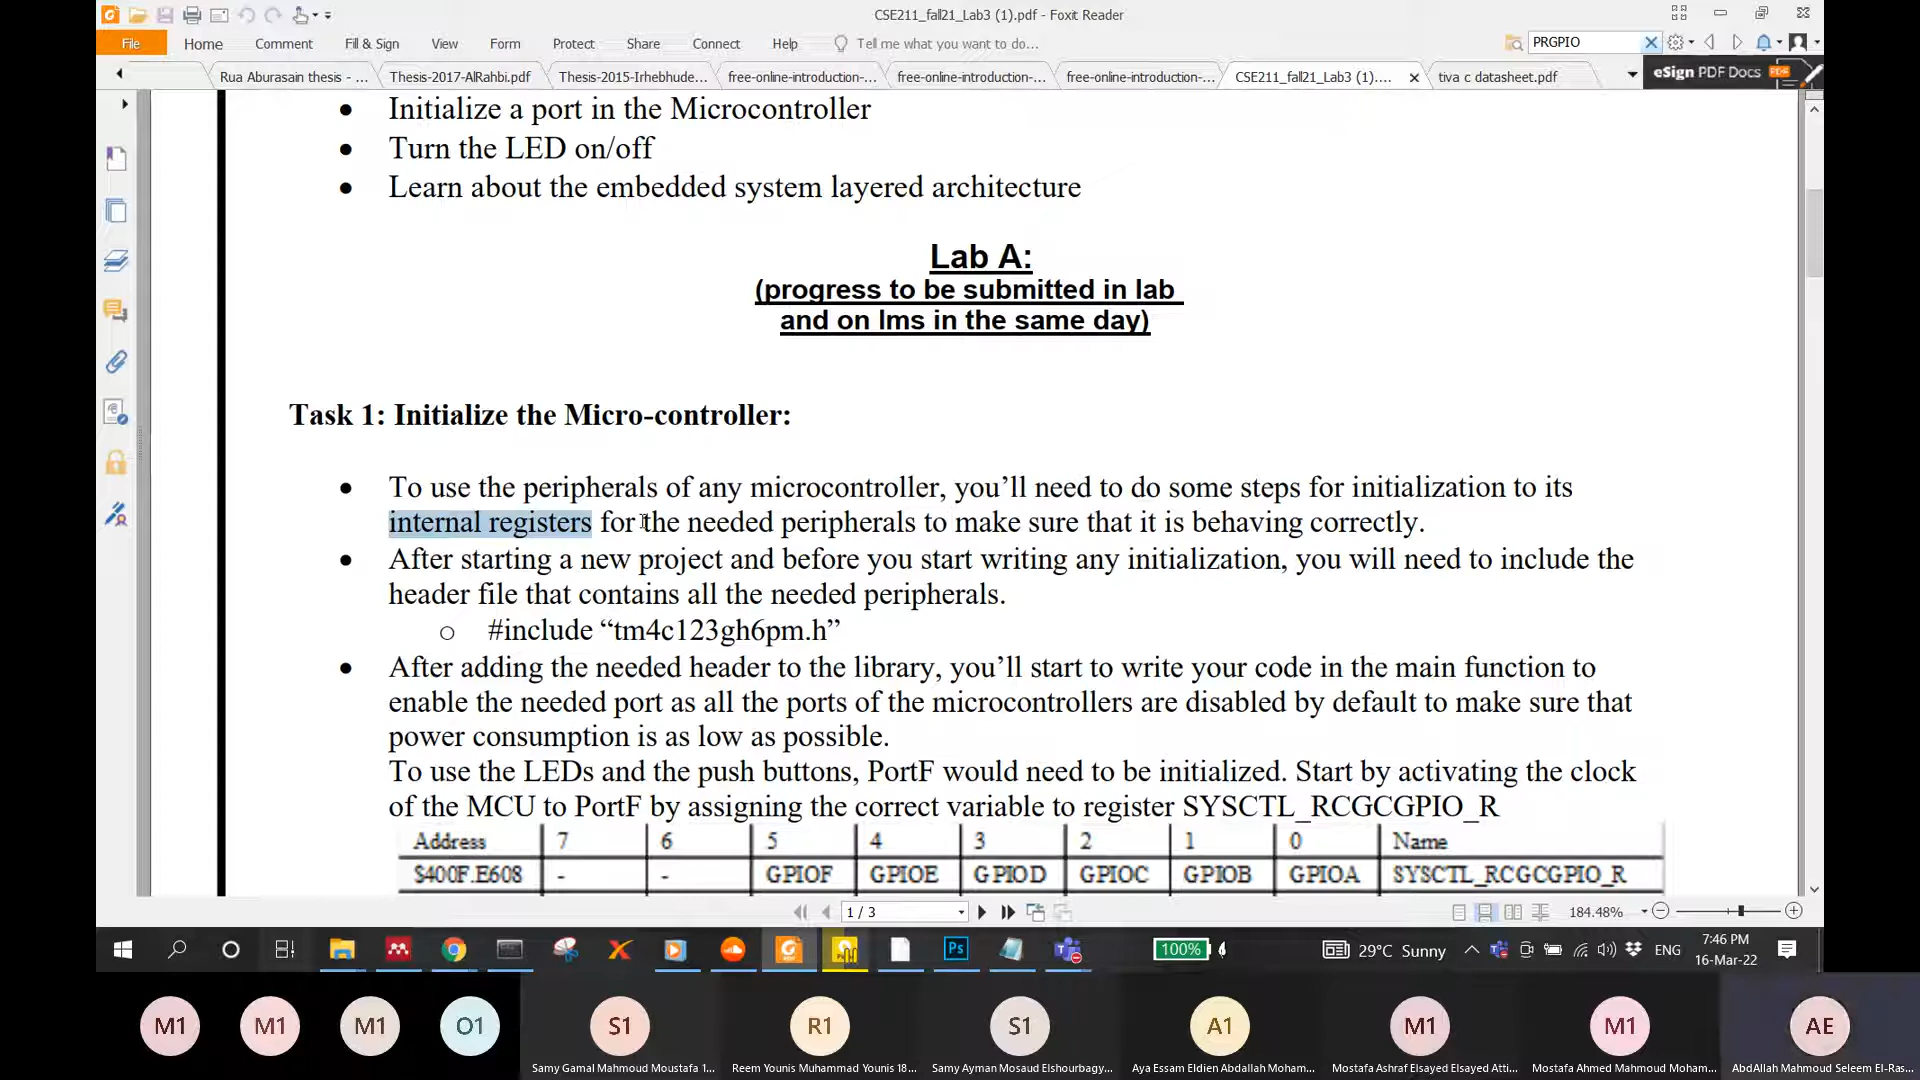 CSE211_fall21_Lab3 (1).pdf - Foxit Reader
File Home Comment Fill & Sign View Form Protect Share Connect Help Tell me what you want to do... PRGPIO
Rua Aburasain thesis - ... Thesis-2017-AlRahbi.pdf Thesis-2015-Irhebhude... free-online-introduction-... free-online-introduction-... free-online-introduction-... CSE211_fall21_Lab3 (1).... tiva c datasheet.pdf eSign PDF Docs
• Initialize a port in the Microcontroller
• Turn the LED on/off
• Learn about the embedded system layered architecture
Lab A:
(progress to be submitted in lab
and on lms in the same day)
Task 1: Initialize the Micro-controller:
• To use the peripherals of any microcontroller, you’ll need to do some steps for initialization to its
internal registers for the needed peripherals to make sure that it is behaving correctly.
• After starting a new project and before you start writing any initialization, you will need to include the
header file that contains all the needed peripherals.
o #include “tm4c123gh6pm.h”
• After adding the needed header to the library, you’ll start to write your code in the main function to
enable the needed port as all the ports of the microcontrollers are disabled by default to make sure that
power consumption is as low as possible.
To use the LEDs and the push buttons, PortF would need to be initialized. Start by activating the clock
of the MCU to PortF by assigning the correct variable to register SYSCTL_RCGCGPIO_R
Address 7 6 5 4 3 2 1 0 Name
$400F.E608 - - GPIOF GPIOE GPIOD GPIOC GPIOB GPIOA SYSCTL_RCGCGPIO_R
1 / 3 184.48%
100% 29°C Sunny ENG 7:46 PM
16-Mar-22
M1 M1 M1 O1 S1 R1 S1 A1 M1 M1 AE
Samy Gamal Mahmoud Moustafa 1... Reem Younis Muhammad Younis 18... Samy Ayman Mosaud Elshourbagy... Aya Essam Eldien Abdallah Moham... Mostafa Ashraf Elsayed Elsayed Atti... Mostafa Ahmed Mahmoud Moham... AbdAllah Mahmoud Seleem El-Ras...